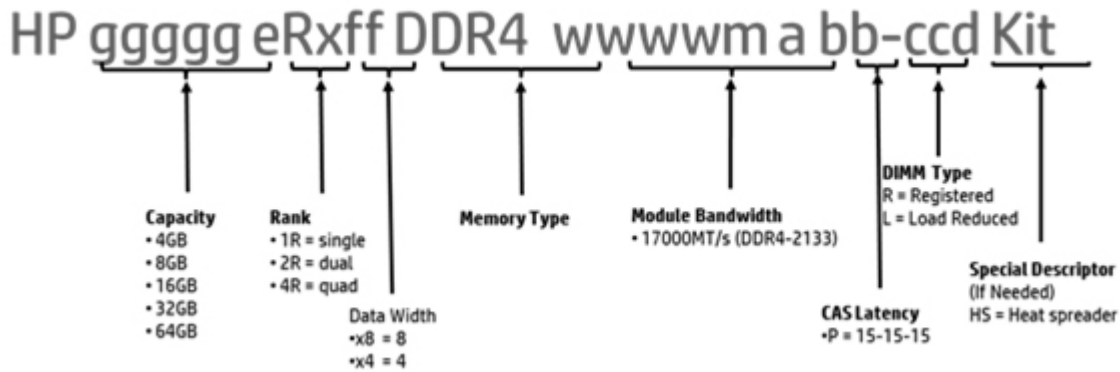 HP ggggg eRxff DDR4 wwwwm a bb-ccd Kit
Capacity
• 4GB
• 8GB
• 16GB
• 32GB
• 64GB
Rank
• 1R = single
• 2R = dual
• 4R = quad
Data Width
•x8 = 8
•x4 = 4
Memory Type
Module Bandwidth
• 17000MT/s (DDR4-2133)
CAS Latency
•P = 15-15-15
DIMM Type
R = Registered
L = Load Reduced
Special Descriptor
(If Needed)
HS = Heat spreader